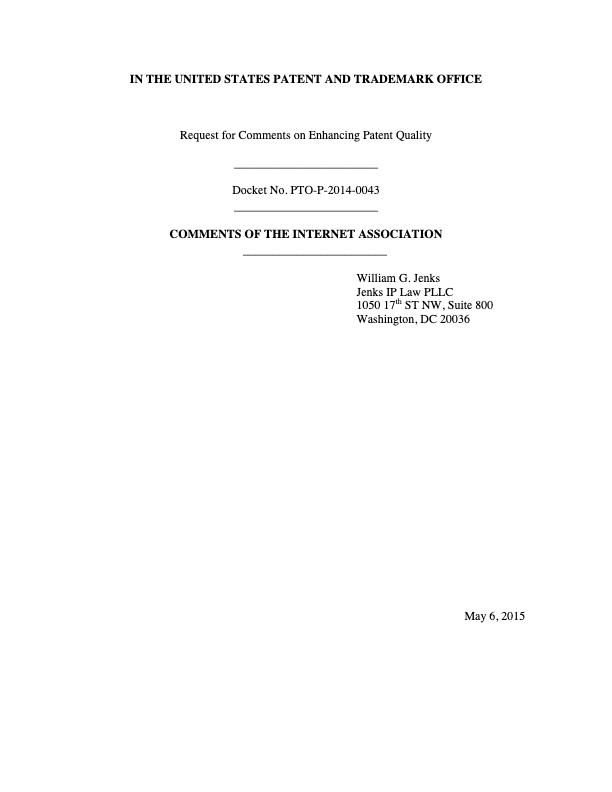 IN THE UNITED STATES PATENT AND TRADEMARK OFFICE
Request for Comments on Enhancing Patent Quality
Docket No. PTO-P-2014-0043
COMMENTS OF THE INTERNET ASSOCIATION
William G. Jenks
Jenks IP Law PLLC
1050 17th ST NW, Suite 800
Washington, DC 20036
May 6, 2015